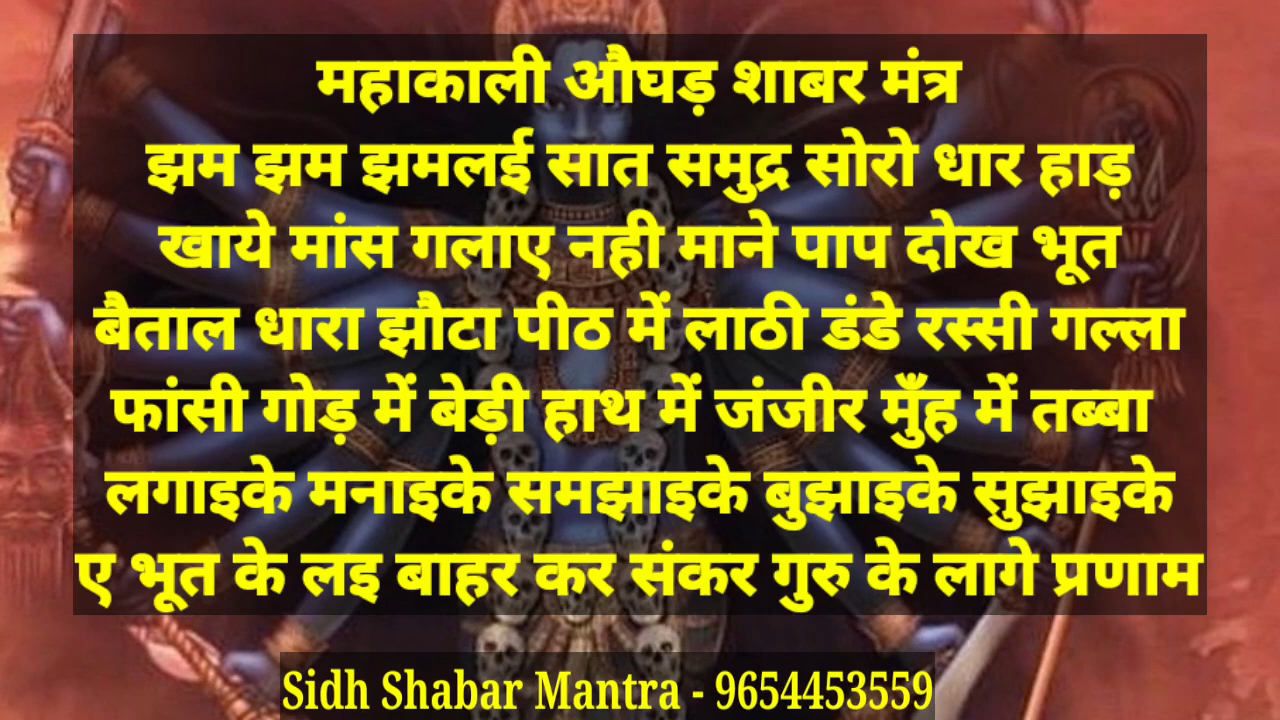 महाकाली औघड़ शाबर मंत्र
झम झम झमलई सात समुद्र सोरो धार हाड़
खाये मांस गलाए नही माने पाप दोख भूत
बैताल धारा झौटा पीठ में लाठी डंडे रस्सी गल्ला
फांसी गोड़ में बेड़ी हाथ में जंजीर मुँह में तब्बा
लगाइके मनाइके समझाइके बुझाइके सुझाइके
ए भूत के लइ बाहर कर संकर गुरु के लागे प्रणाम
Sidh Shabar Mantra - 9654453559